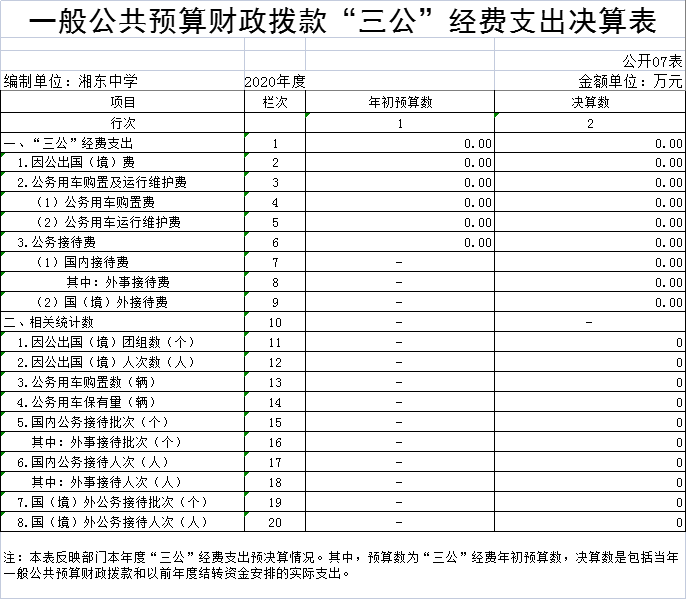 一般公共预算财政拨款“三公”经费支出决算表
公开07表
编制单位：湘东中学 2020年度 金额单位：万元
项目 栏次 年初预算数 决算数
行次 1 2
一、“三公”经费支出 1 0.00 0.00
1.因公出国（境）费 2 0.00 0.00
2.公务用车购置及运行维护费 3 0.00 0.00
（1）公务用车购置费 4 0.00 0.00
（2）公务用车运行维护费 5 0.00 0.00
3.公务接待费 6 0.00 0.00
（1）国内接待费 7 － 0.00
其中：外事接待费 8 － 0.00
（2）国（境）外接待费 9 － 0.00
二、相关统计数 10 － －
1.因公出国（境）团组数（个） 11 － 0
2.因公出国（境）人次数（人） 12 － 0
3.公务用车购置数（辆） 13 － 0
4.公务用车保有量（辆） 14 － 0
5.国内公务接待批次（个） 15 － 0
其中：外事接待批次（个） 16 － 0
6.国内公务接待人次（人） 17 － 0
其中：外事接待人次（人） 18 － 0
7.国（境）外公务接待批次（个） 19 － 0
8.国（境）外公务接待人次（人） 20 － 0
注：本表反映部门本年度“三公”经费支出预决算情况。其中，预算数为“三公”经费年初预算数，决算数是包括当年
一般公共预算财政拨款和以前年度结转资金安排的实际支出。